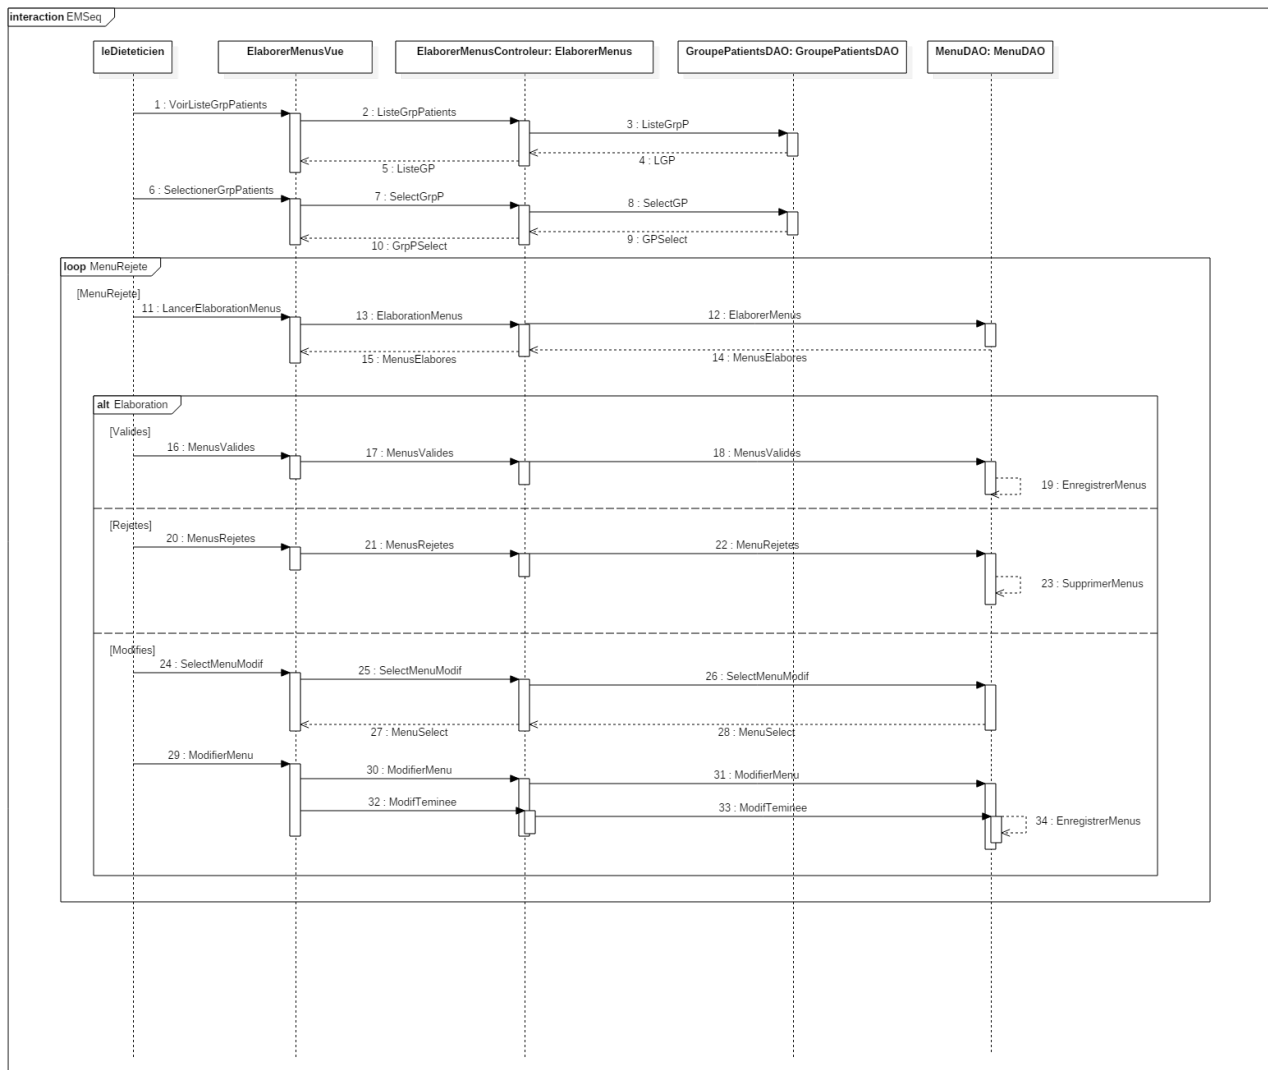 interaction EMSeq
leDieteticien
ElaborerMenusVue
ElaborerMenusControleur: ElaborerMenus
GroupePatientsDAO: GroupePatientsDAO
MenuDAO: MenuDAO
1 : VoirListeGrpPatients
2 : ListeGrpPatients
3 : ListeGrpP
4 : LGP
5 : ListeGP
6 : SelectionerGrpPatients
7 : SelectGrpP
8 : SelectGP
9 : GPSelect
10 : GrpPSelect
loop MenuRejete
[MenuRejete]
11 : LancerElaborationMenus
13 : ElaborationMenus
12 : ElaborerMenus
15 : MenusElabores
14 : MenusElabores
alt Elaboration
[Valides]
16 : MenusValides
17 : MenusValides
18 : MenusValides
19 : EnregistrerMenus
[Rejetes]
20 : MenusRejetes
21 : MenusRejetes
22 : MenuRejetes
23 : SupprimerMenus
[Modifies]
24 : SelectMenuModif
25 : SelectMenuModif
26 : SelectMenuModif
27 : MenuSelect
28 : MenuSelect
29 : ModifierMenu
30 : ModifierMenu
31 : ModifierMenu
32 : ModifTeminee
33 : ModifTeminee
34 : EnregistrerMenus